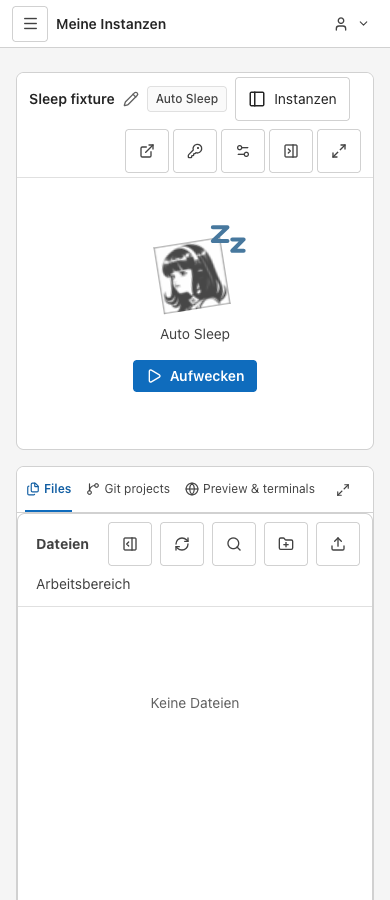 Meine Instanzen
Sleep fixture Auto Sleep Instanzen
zz
Auto Sleep
Aufwecken
Files Git projects Preview & terminals
Dateien
Arbeitsbereich
Keine Dateien